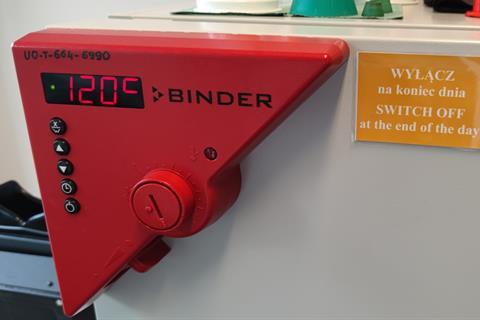 UO-T-664-6990
120°C
BINDER
WYŁĄCZ
na koniec dnia
SWITCH OFF
at the end of the day